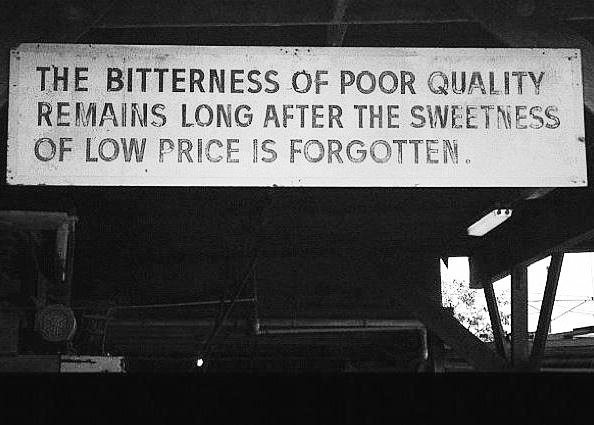 THE BITTERNESS OF POOR QUALITY
REMAINS LONG AFTER THE SWEETNESS
OF LOW PRICE IS FORGOTTEN.